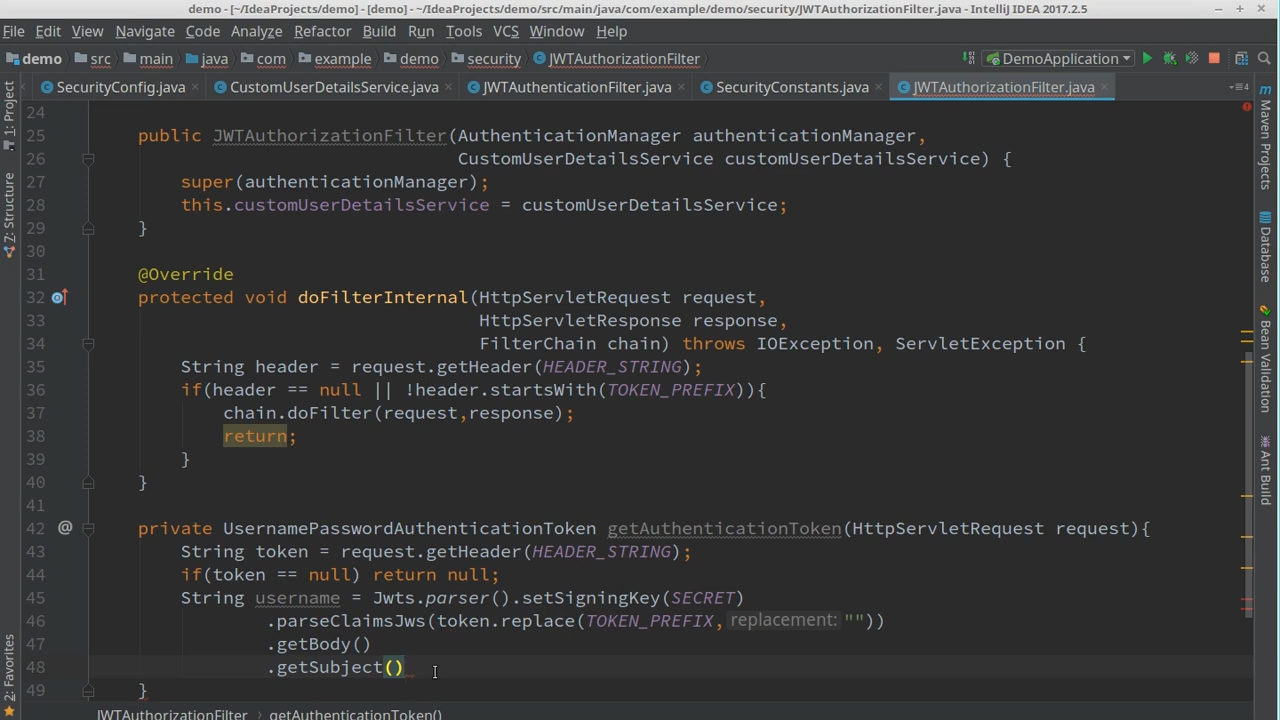 demo - [~/IdeaProjects/demo] - [demo] - ~/IdeaProjects/demo/src/main/java/com/example/demo/security/JWTAuthorizationFilter.java - IntelliJ IDEA 2017.2.5
File Edit View Navigate Code Analyze Refactor Build Run Tools VCS Window Help
demo src main java com example demo security JWTAuthorizationFilter DemoApplication
SecurityConfig.java CustomUserDetailsService.java JWTAuthenticationFilter.java SecurityConstants.java JWTAuthorizationFilter.java
1: Project
7: Structure
2: Favorites
24
25 public JWTAuthorizationFilter(AuthenticationManager authenticationManager,
26 CustomUserDetailsService customUserDetailsService) {
27 super(authenticationManager);
28 this.customUserDetailsService = customUserDetailsService;
29 }
30
31 @Override
32 protected void doFilterInternal(HttpServletRequest request,
33 HttpServletResponse response,
34 FilterChain chain) throws IOException, ServletException {
35 String header = request.getHeader(HEADER_STRING);
36 if(header == null || !header.startsWith(TOKEN_PREFIX)){
37 chain.doFilter(request,response);
38 return;
39 }
40 }
41
42 @ private UsernamePasswordAuthenticationToken getAuthenticationToken(HttpServletRequest request){
43 String token = request.getHeader(HEADER_STRING);
44 if(token == null) return null;
45 String username = Jwts.parser().setSigningKey(SECRET)
46 .parseClaimsJws(token.replace(TOKEN_PREFIX, replacement: ""))
47 .getBody()
48 .getSubject()
49 }
JWTAuthorizationFilter > getAuthenticationToken()
Maven Projects
Database
Bean Validation
Ant Build